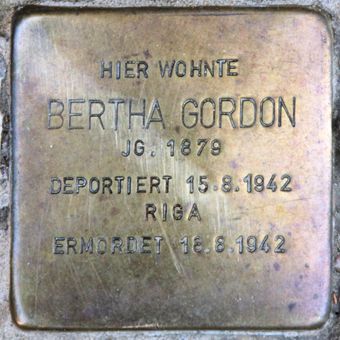 HIER WOHNTE
BERTHA GORDON
JG. 1879
DEPORTIERT 15.8.1942
RIGA
ERMORDET 18.8.1942